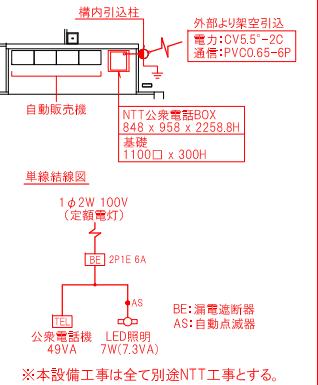 構内引込柱
外部より架空引込
電力:CV5.5°-2C
通信:PVC0.65-6P
自動販売機
NTT公衆電話BOX
848 x 958 x 2258.8H
基礎
1100□ x 300H
単線結線図
1φ2W 100V
(定額電灯)
BE 2P1E 6A
AS
TEL
公衆電話機
49VA
LED照明
7W(7.3VA)
BE:漏電遮断器
AS:自動点滅器
※本設備工事は全て別途NTT工事とする。